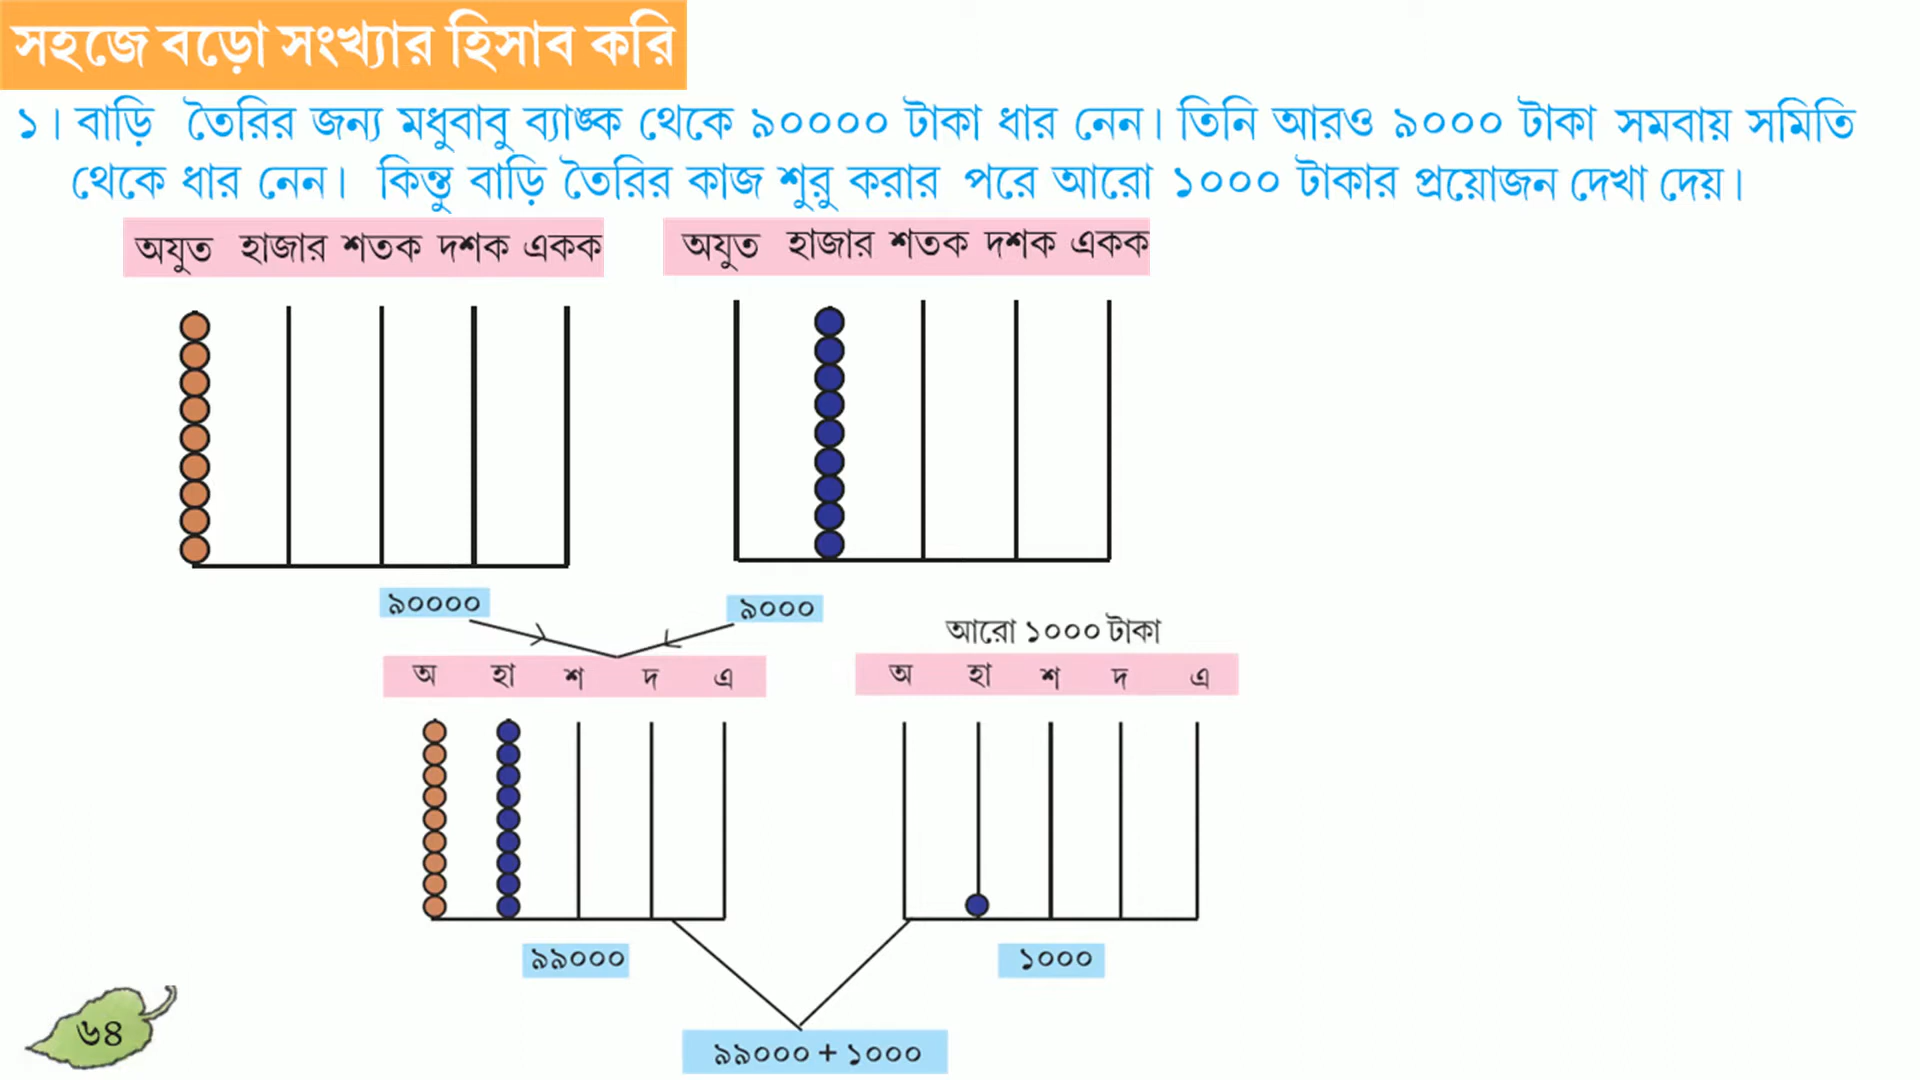 সহজে বড়ো সংখ্যার হিসাব করি
১। বাড়ি তৈরির জন্য মধুবাবু ব্যাঙ্ক থেকে ৯০০০০ টাকা ধার নেন। তিনি আরও ৯০০০ টাকা সমবায় সমিতি
থেকে ধার নেন। কিন্তু বাড়ি তৈরির কাজ শুরু করার পরে আরো ১০০০ টাকার প্রয়োজন দেখা দেয়।
অযুত হাজার শতক দশক একক
অযুত হাজার শতক দশক একক
৯০০০০
৯০০০
আরো ১০০০ টাকা
অ হা শ দ এ
অ হা শ দ এ
৯৯০০০
১০০০
৯৯০০০ + ১০০০
৬৪